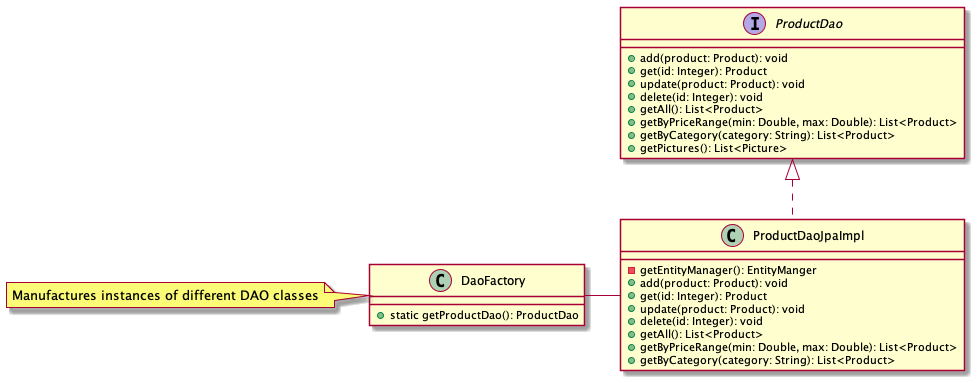 I ProductDao
add(product: Product): void
get(id: Integer): Product
update(product: Product): void
delete(id: Integer): void
getAll(): List<Product>
getByPriceRange(min: Double, max: Double): List<Product>
getByCategory(category: String): List<Product>
getPictures(): List<Picture>
C ProductDaoJpaImpl
getEntityManager(): EntityManger
add(product: Product): void
get(id: Integer): Product
update(product: Product): void
delete(id: Integer): void
getAll(): List<Product>
getByPriceRange(min: Double, max: Double): List<Product>
getByCategory(category: String): List<Product>
C DaoFactory
static getProductDao(): ProductDao
Manufactures instances of different DAO classes